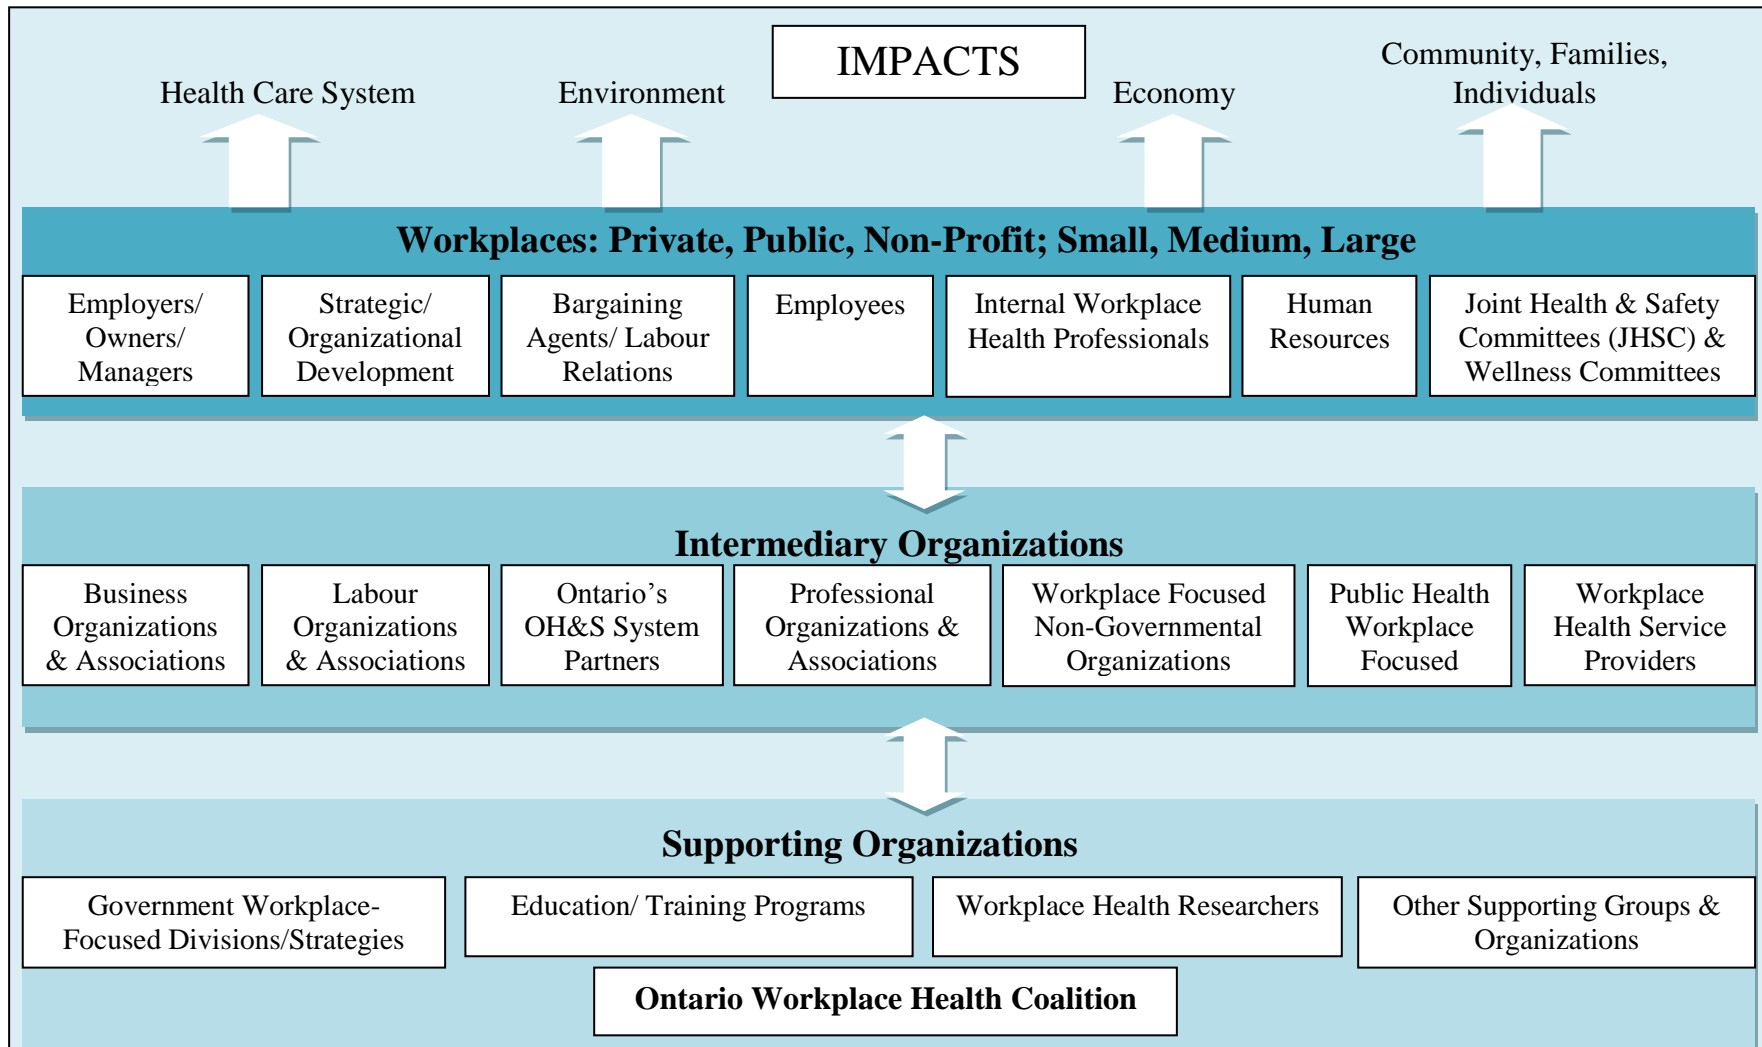 IMPACTS
Health Care System
Environment
Economy
Community, Families,
Individuals
Workplaces: Private, Public, Non-Profit; Small, Medium, Large
Employers/
Owners/
Managers
Strategic/
Organizational
Development
Bargaining
Agents/ Labour
Relations
Employees
Internal Workplace
Health Professionals
Human
Resources
Joint Health & Safety
Committees (JHSC) &
Wellness Committees
Intermediary Organizations
Business
Organizations
& Associations
Labour
Organizations
& Associations
Ontario’s
OH&S System
Partners
Professional
Organizations &
Associations
Workplace Focused
Non-Governmental
Organizations
Public Health
Workplace
Focused
Workplace
Health Service
Providers
Supporting Organizations
Government Workplace-
Focused Divisions/Strategies
Education/ Training Programs
Workplace Health Researchers
Other Supporting Groups &
Organizations
Ontario Workplace Health Coalition